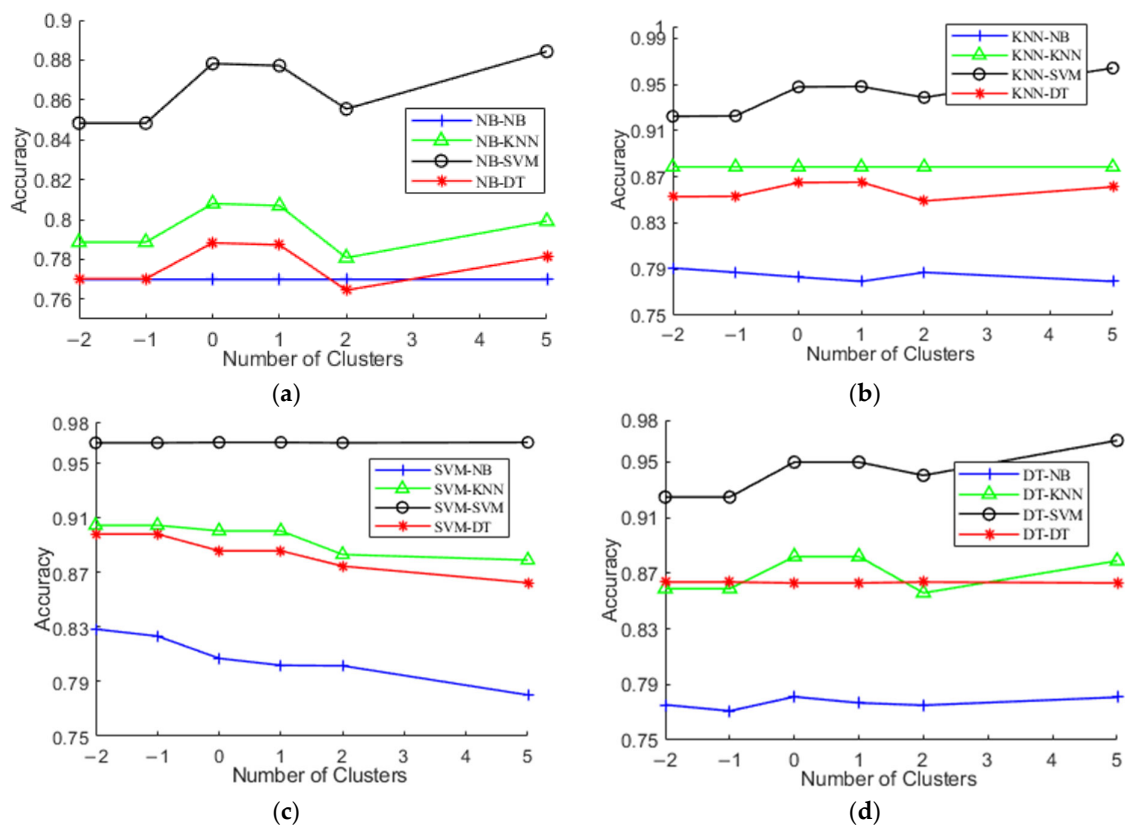 0.9
0.88
0.86
0.84
0.82
0.8
0.78
0.76
Accuracy
NB-NB
NB-KNN
NB-SVM
NB-DT
−2 −1 0 1 2 3 4 5
Number of Clusters
(a)
1
0.99
0.95
0.91
0.87
0.83
0.79
0.75
Accuracy
KNN-NB
KNN-KNN
KNN-SVM
KNN-DT
−2 −1 0 1 2 3 4 5
Number of Clusters
(b)
0.98
0.95
0.91
0.87
0.83
0.79
0.75
Accuracy
SVM-NB
SVM-KNN
SVM-SVM
SVM-DT
−2 −1 0 1 2 3 4 5
Number of Clusters
(c)
0.98
0.95
0.91
0.87
0.83
0.79
0.75
Accuracy
DT-NB
DT-KNN
DT-SVM
DT-DT
−2 −1 0 1 2 3 4 5
Number of Clusters
(d)